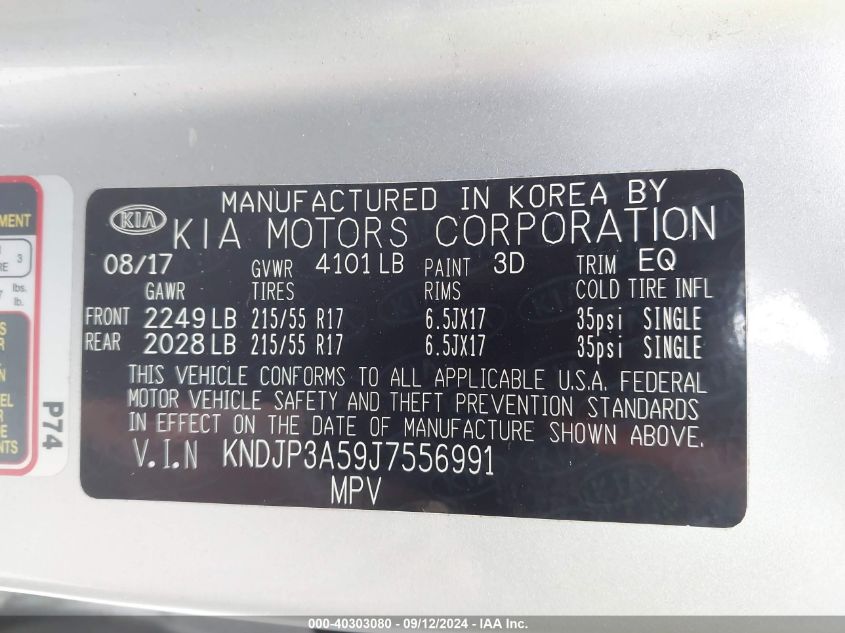 MANUFACTURED IN KOREA BY
KIA KIA MOTORS CORPORATION
08/17 GVWR 4101 LB PAINT 3D TRIM EQ
GAWR TIRES RIMS COLD TIRE INFL
FRONT 2249 LB 215/55 R17 6.5JX17 35psi SINGLE
REAR 2028 LB 215/55 R17 6.5JX17 35psi SINGLE
THIS VEHICLE CONFORMS TO ALL APPLICABLE U.S.A. FEDERAL
MOTOR VEHICLE SAFETY AND THEFT PREVENTION STANDARDS
IN EFFECT ON THE DATE OF MANUFACTURE SHOWN ABOVE.
V.I.N KNDJP3A59J7556991
MPV
P74
3
lbs.
lb.
000-40303080 - 09/12/2024 - IAA Inc.